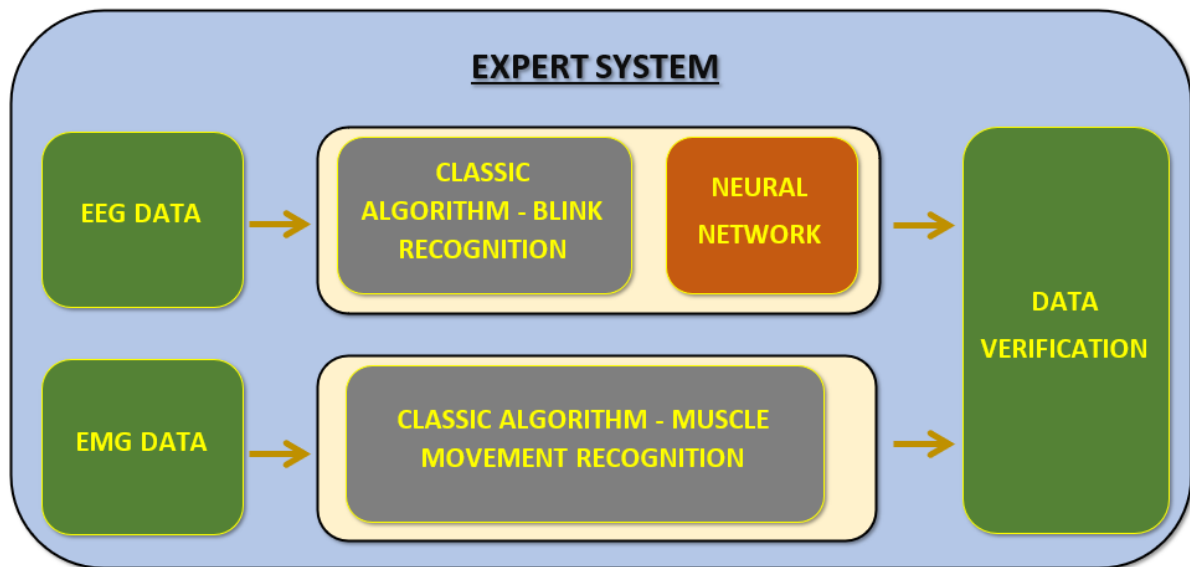 EXPERT SYSTEM
EEG DATA
CLASSIC
ALGORITHM - BLINK
RECOGNITION
NEURAL
NETWORK
EMG DATA
CLASSIC ALGORITHM - MUSCLE
MOVEMENT RECOGNITION
DATA
VERIFICATION